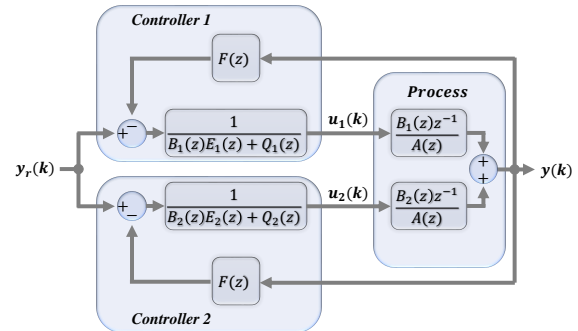 Controller 1
F(z)
+
−
1
B₁(z)E₁(z) + Q₁(z)
u₁(k)
Process
B₁(z)z⁻¹
A(z)
+
+
yᵣ(k)
y(k)
+
−
1
B₂(z)E₂(z) + Q₂(z)
u₂(k)
B₂(z)z⁻¹
A(z)
F(z)
Controller 2